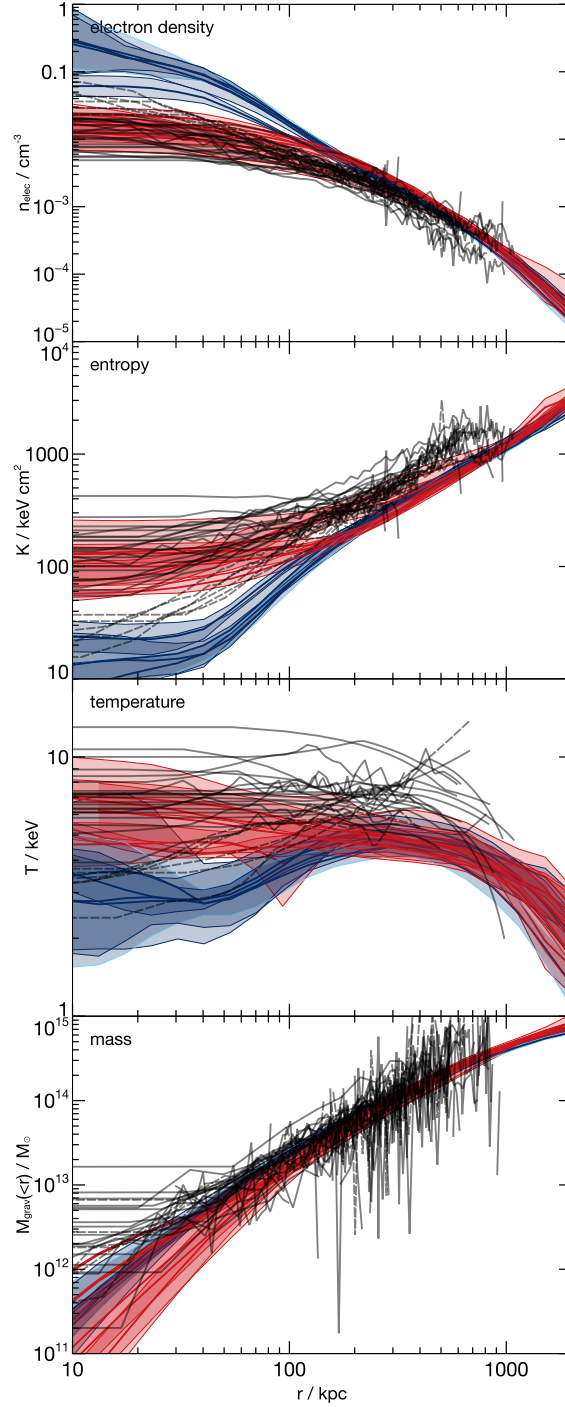 1
electron density
0.1
n_elec / cm^-3
10^-3
10^-4
10^-5
10^4
entropy
1000
K / keV cm^2
100
10
temperature
10
T / keV
1
10^15
mass
10^14
M_grav(<r) / M_⊙
10^13
10^12
10^11
10 100 1000
r / kpc